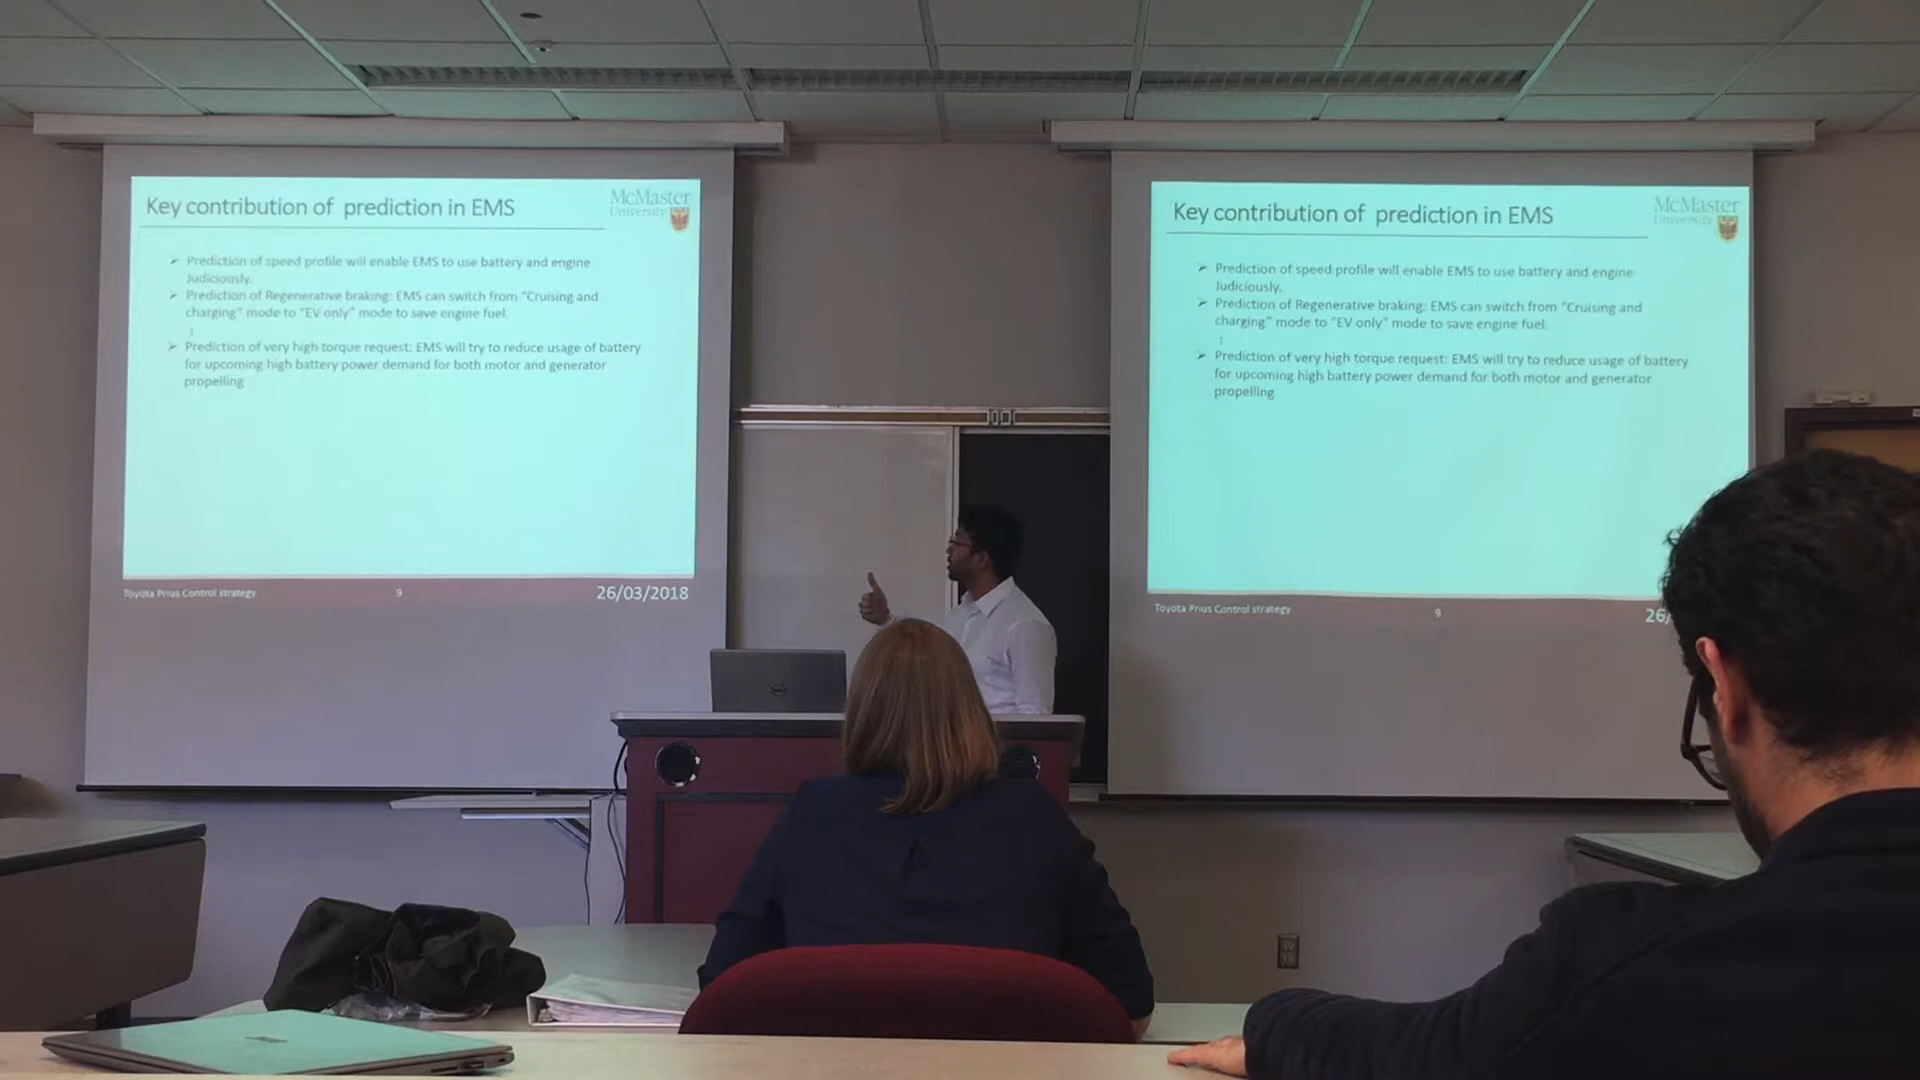 Key contribution of prediction in EMS
McMaster
University
➢ Prediction of speed profile will enable EMS to use battery and engine
Judiciously.
➢ Prediction of Regenerative braking: EMS can switch from “Cruising and
charging” mode to “EV only” mode to save engine fuel.
➢ Prediction of very high torque request: EMS will try to reduce usage of battery
for upcoming high battery power demand for both motor and generator
propelling
Toyota Prius Control strategy
9
26/03/2018
Key contribution of prediction in EMS
McMaster
University
➢ Prediction of speed profile will enable EMS to use battery and engine
Judiciously.
➢ Prediction of Regenerative braking: EMS can switch from “Cruising and
charging” mode to “EV only” mode to save engine fuel.
➢ Prediction of very high torque request: EMS will try to reduce usage of battery
for upcoming high battery power demand for both motor and generator
propelling
Toyota Prius Control strategy
9
26/